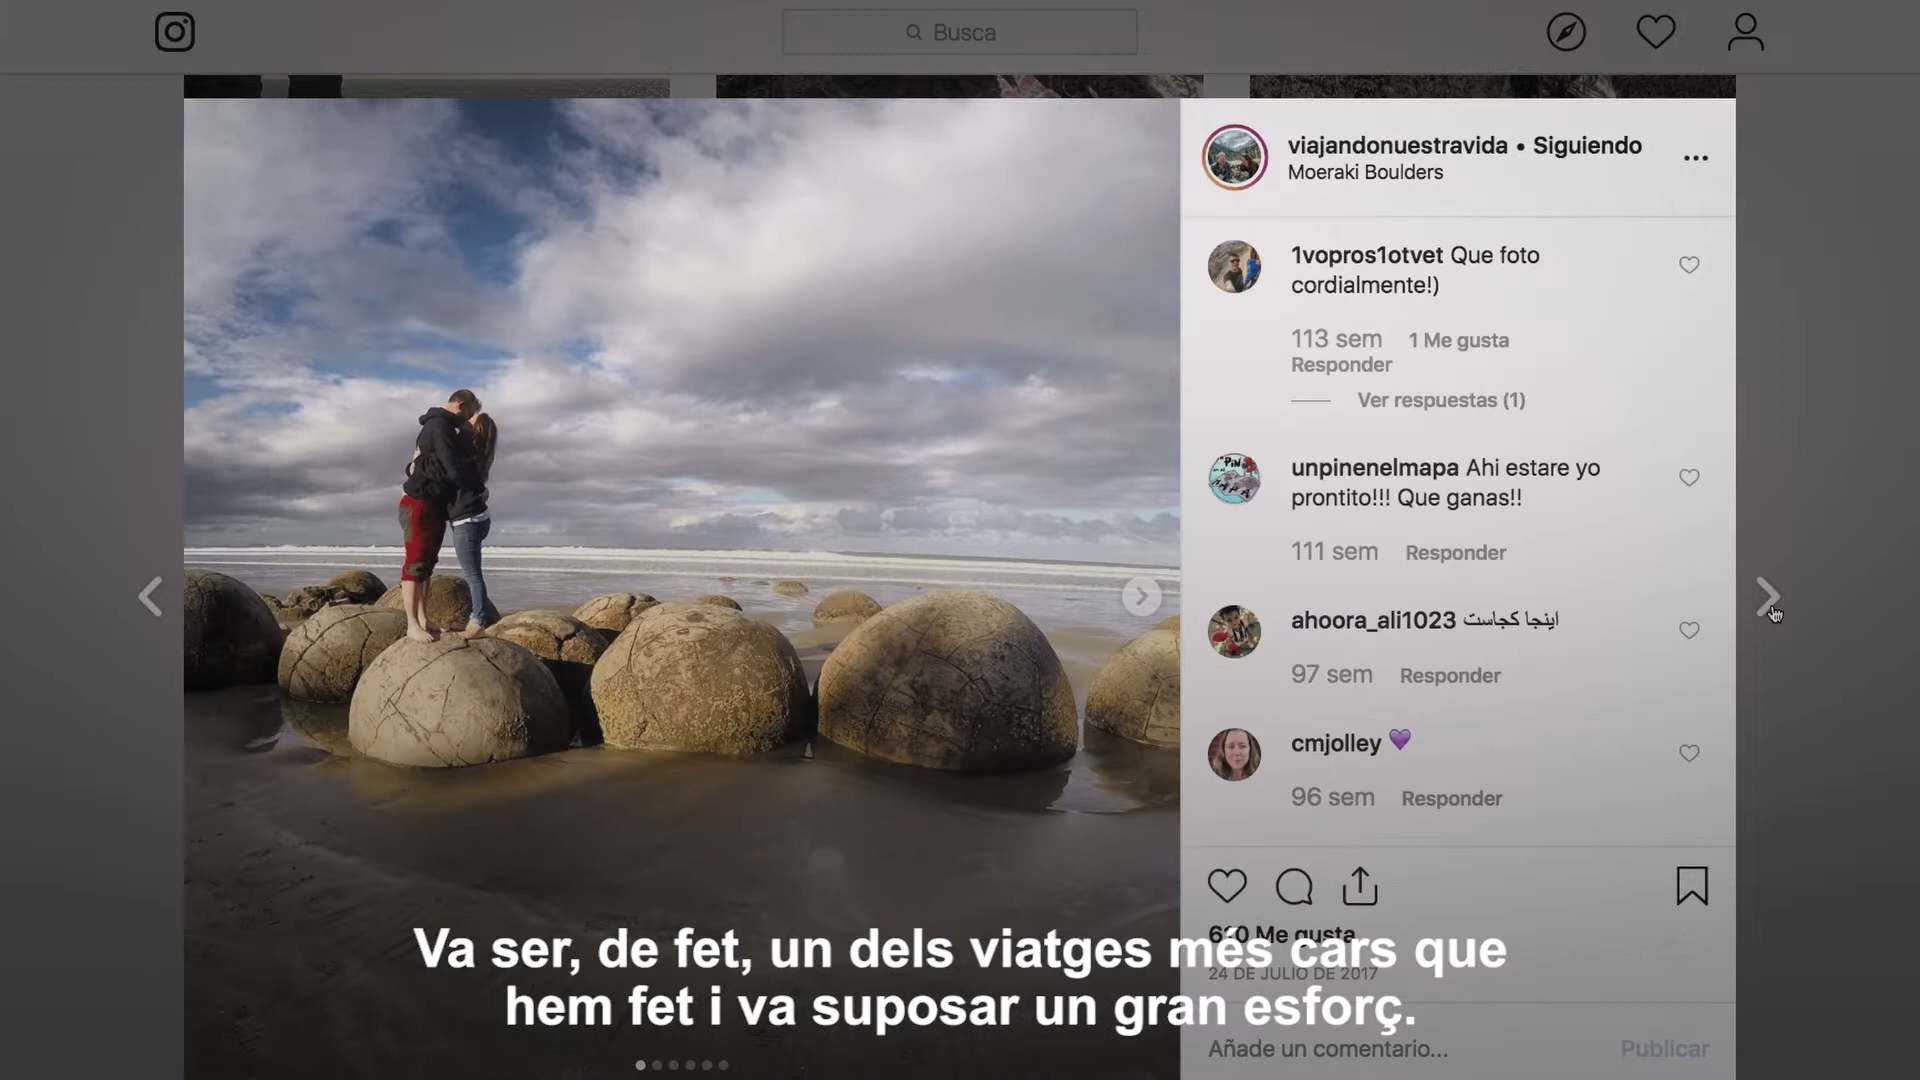 Busca
viajandonuestravida • Siguiendo
Moeraki Boulders
1vopros1otvet Que foto
cordialmente!)
113 sem 1 Me gusta
Responder
Ver respuestas (1)
unpinenelmapa Ahi estare yo
prontito!!! Que ganas!!
111 sem Responder
ahoora_ali1023 اینجا کجاست
97 sem Responder
cmjolley 💜
96 sem Responder
Me gusta
24 DE JULIO DE 2017
Va ser, de fet, un dels viatges més cars que
hem fet i va suposar un gran esforç.
Añade un comentario... Publicar